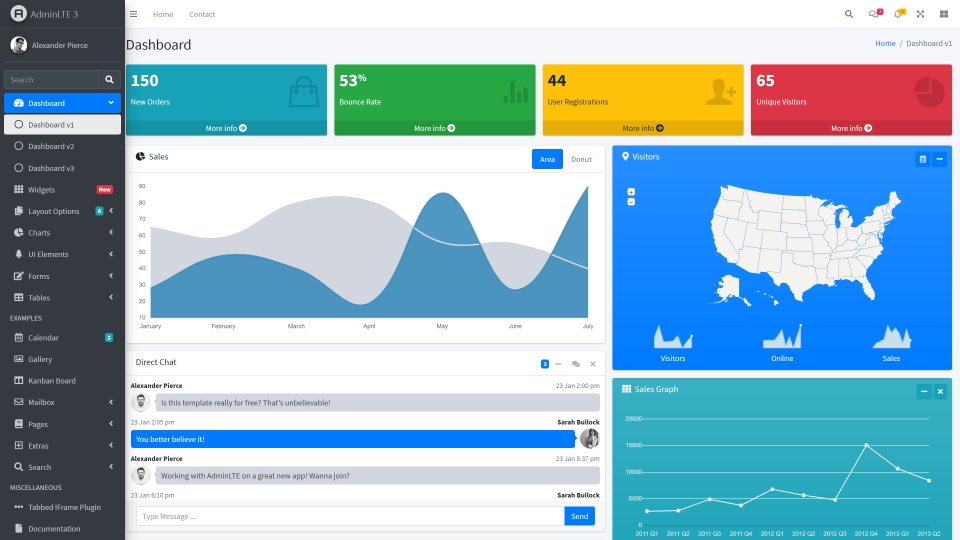 AdminLTE 3
Alexander Pierce
Search
Dashboard
Dashboard v1
Dashboard v2
Dashboard v3
Widgets New
Layout Options 6
Charts
UI Elements
Forms
Tables
EXAMPLES
Calendar 2
Gallery
Kanban Board
Mailbox
Pages
Extras
Search
MISCELLANEOUS
Tabbed IFrame Plugin
Documentation
Home Contact
Dashboard
Home / Dashboard v1
150
New Orders
More info
53%
Bounce Rate
More info
44
User Registrations
More info
65
Unique Visitors
More info
Sales
Area Donut
90
80
70
60
50
40
30
20
10
January February March April May June July
Direct Chat 3
Alexander Pierce 23 Jan 2:00 pm
Is this template really for free? That's unbelievable!
23 Jan 2:05 pm Sarah Bullock
You better believe it!
Alexander Pierce 23 Jan 5:37 pm
Working with AdminLTE on a great new app! Wanna join?
23 Jan 6:10 pm Sarah Bullock
Type Message ... Send
Visitors
+
−
Visitors Online Sales
Sales Graph
20000
15000
10000
5000
0
2011 Q1 2011 Q2 2011 Q3 2011 Q4 2012 Q1 2012 Q2 2012 Q3 2012 Q4 2013 Q1 2013 Q2